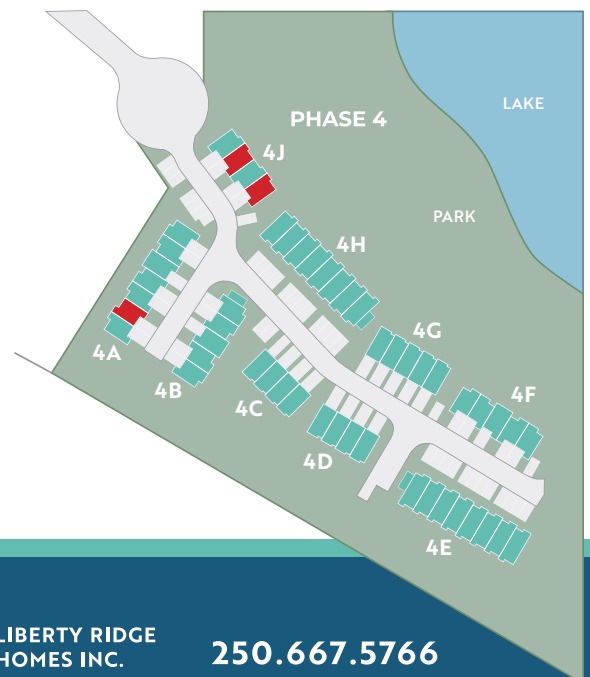 LAKE
PHASE 4
4J
PARK
4H
4G
4A
4B
4C
4F
4D
4E
LIBERTY RIDGE
HOMES INC.
250.667.5766